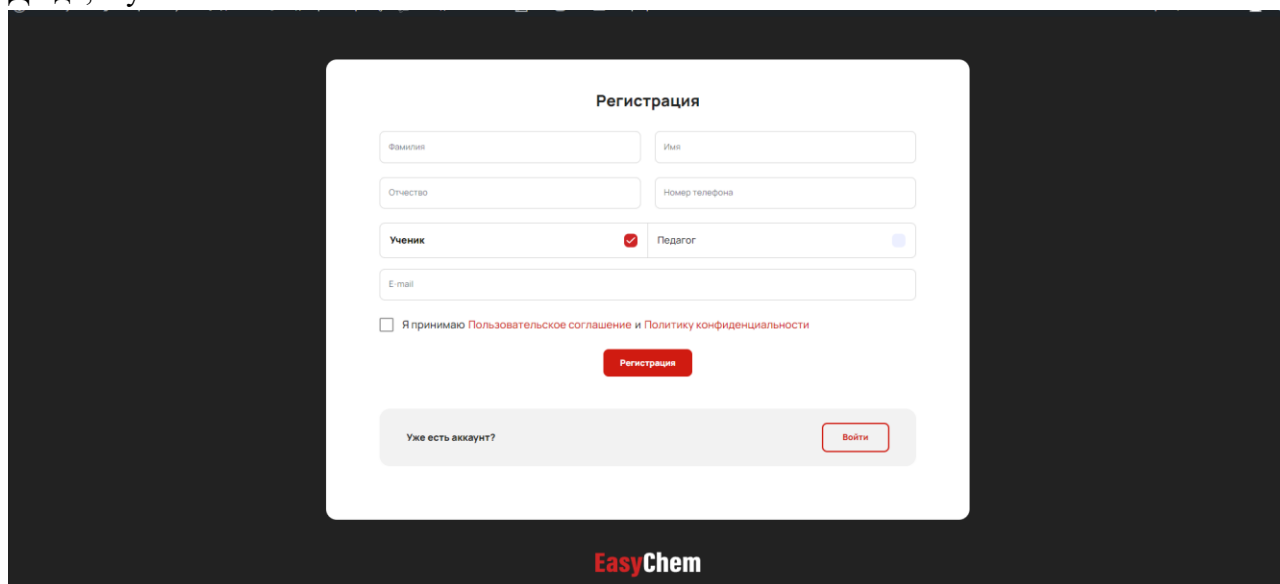 Регистрация
Фамилия
Имя
Отчество
Номер телефона
Ученик
Педагог
E-mail
Я принимаю Пользовательское соглашение и Политику конфиденциальности
Регистрация
Уже есть аккаунт?
Войти
EasyChem